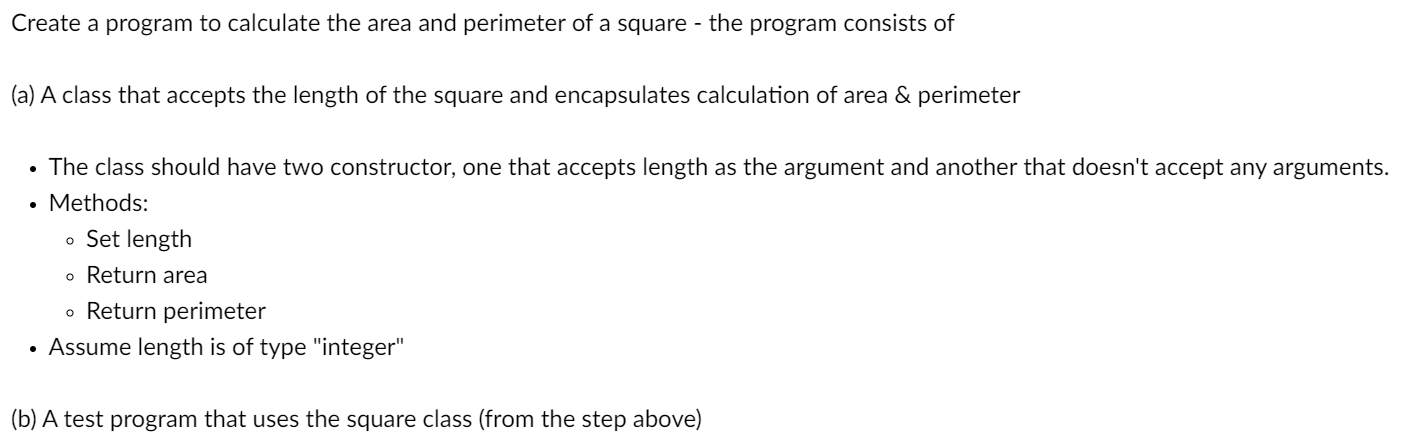 Create a program to calculate the area and perimeter of a square - the program consists of
(a) A class that accepts the length of the square and encapsulates calculation of area & perimeter
• The class should have two constructor, one that accepts length as the argument and another that doesn't accept any arguments.
• Methods:
◦ Set length
◦ Return area
◦ Return perimeter
• Assume length is of type "integer"
(b) A test program that uses the square class (from the step above)